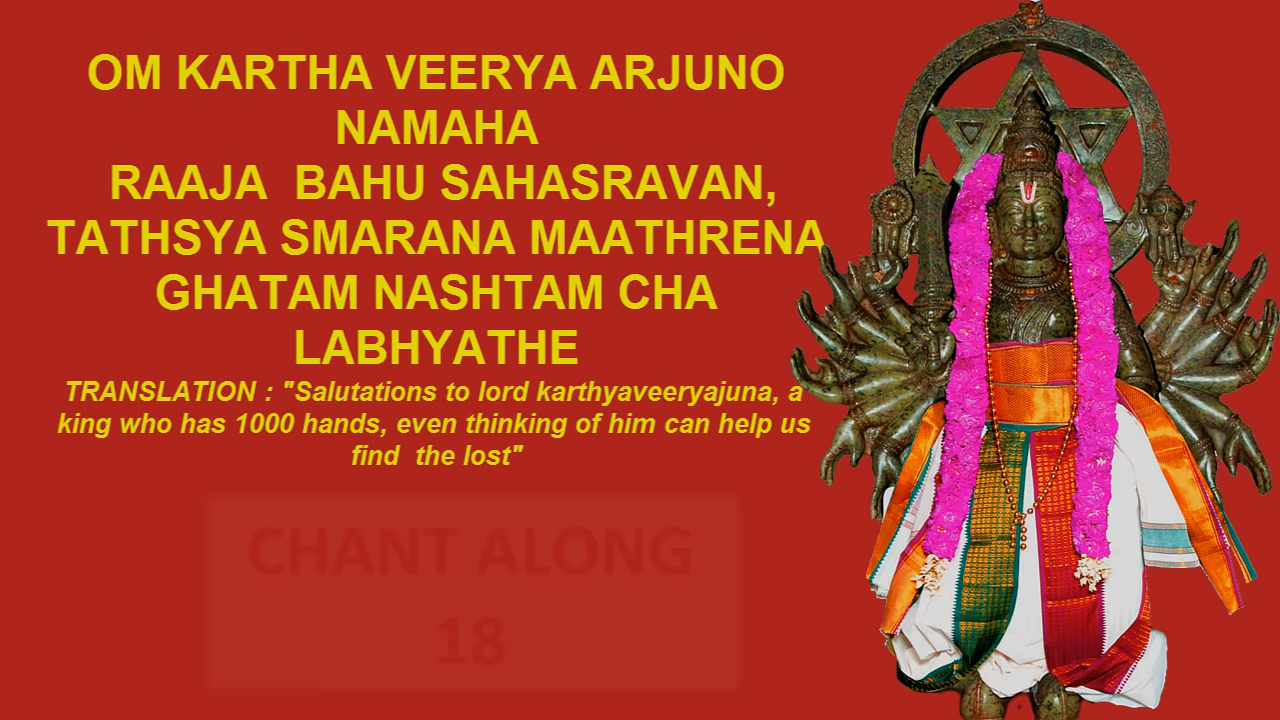 OM KARTHA VEERYA ARJUNO
NAMAHA
RAAJA  BAHU SAHASRAVAN,
TATHSYA SMARANA MAATHRENA
GHATAM NASHTAM CHA
LABHYATHE
TRANSLATION : "Salutations to lord karthyaveeryajuna, a
king who has 1000 hands, even thinking of him can help us
find  the lost"
CHANT ALONG
18